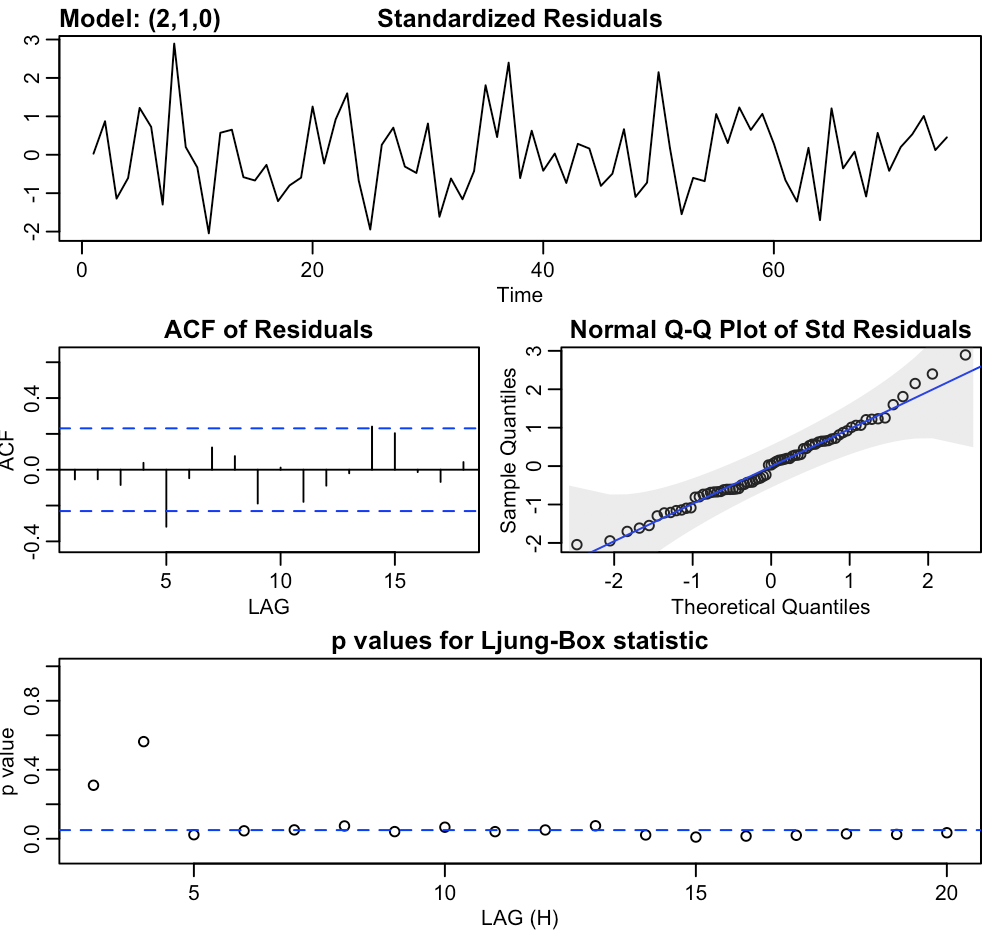 Model: (2,1,0)
Standardized Residuals
3
2
1
0
-1
-2
0
20
40
60
Time
ACF of Residuals
ACF
0.4
0.0
-0.4
5
10
15
LAG
Normal Q-Q Plot of Std Residuals
Sample Quantiles
3
2
1
0
-1
-2
-2
-1
0
1
2
Theoretical Quantiles
p values for Ljung-Box statistic
p value
0.8
0.4
0.0
5
10
15
20
LAG (H)